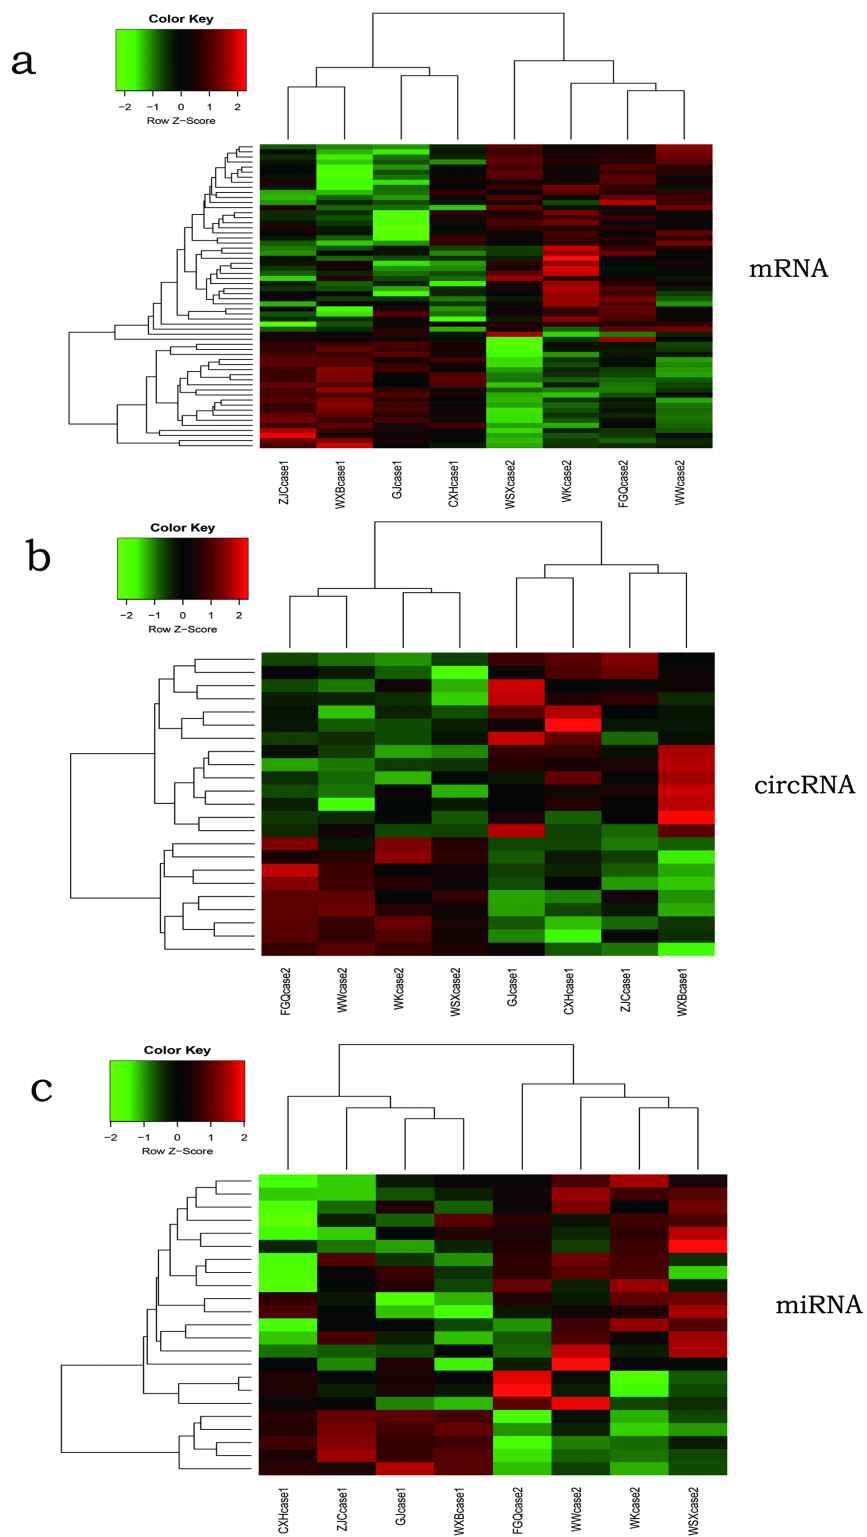 a
Color Key
−2 −1 0 1 2
Row Z−Score
mRNA
ZJCcase1 WXBcase1 GJcase1 CXHcase1 WSXcase2 WKcase2 FGQcase2 WWcase2
b
Color Key
−2 −1 0 1 2
Row Z−Score
circRNA
FGQcase2 WWcase2 WKcase2 WSXcase2 GJcase1 CXHcase1 ZJCcase1 WXBcase1
c
Color Key
−2 −1 0 1 2
Row Z−Score
miRNA
CXHcase1 ZJCcase1 GJcase1 WXBcase1 FGQcase2 WWcase2 WKcase2 WSXcase2